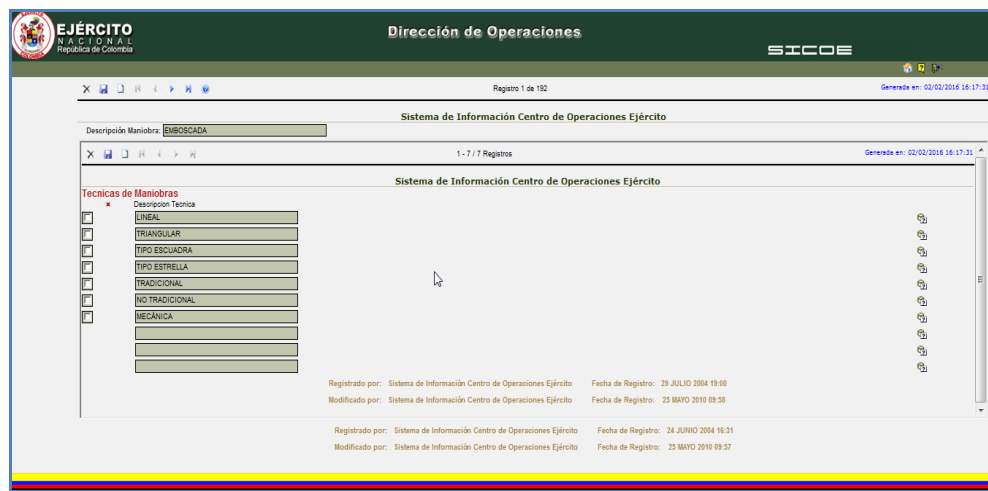 EJÉRCITO
NACIONAL
República de Colombia
Dirección de Operaciones
SICOE
Registro 1 de 192
Generada en: 02/02/2016 16:17:31
Sistema de Información Centro de Operaciones Ejército
Descripción Maniobra: EMBOSCADA
1 - 7 / 7 Registros
Generada en: 02/02/2016 16:17:31
Sistema de Información Centro de Operaciones Ejército
Tecnicas de Maniobras
Descripcion Tecnica
LINEAL
TRIANGULAR
TIPO ESCUADRA
TIPO ESTRELLA
TRADICIONAL
NO TRADICIONAL
MECÁNICA
Registrado por: Sistema de Información Centro de Operaciones Ejército Fecha de Registro: 29 JULIO 2004 19:00
Modificado por: Sistema de Información Centro de Operaciones Ejército Fecha de Registro: 25 MAYO 2010 09:58
Registrado por: Sistema de Información Centro de Operaciones Ejército Fecha de Registro: 24 JUNIO 2004 16:31
Modificado por: Sistema de Información Centro de Operaciones Ejército Fecha de Registro: 25 MAYO 2010 09:57